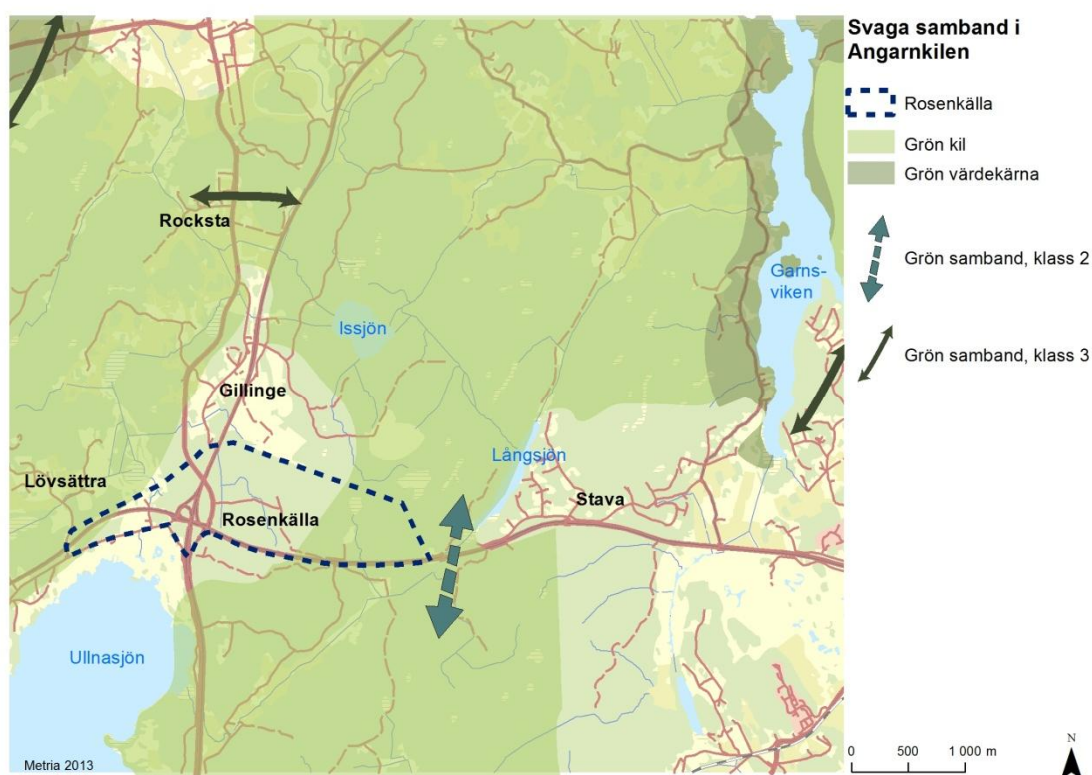 Svaga samband i
Angarnkilen
Rosenkälla
Grön kil
Grön värdekärna
Grön samband, klass 2
Grön samband, klass 3
Rocksta
Garns-
viken
Issjön
Gillinge
Långsjön
Lövsättra
Stava
Rosenkälla
Ullnasjön
Metria 2013
N
0 500 1 000 m